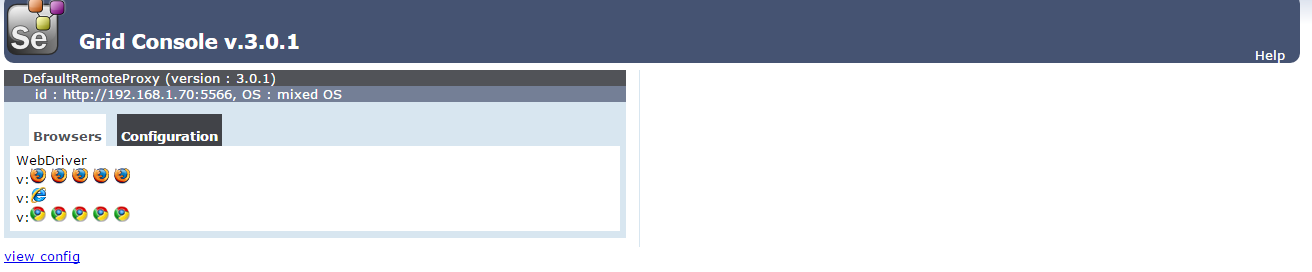 Se
Grid Console v.3.0.1
Help
DefaultRemoteProxy (version : 3.0.1)
id : http://192.168.1.70:5566, OS : mixed OS
Browsers
Configuration
WebDriver
v:
v:
v:
view config